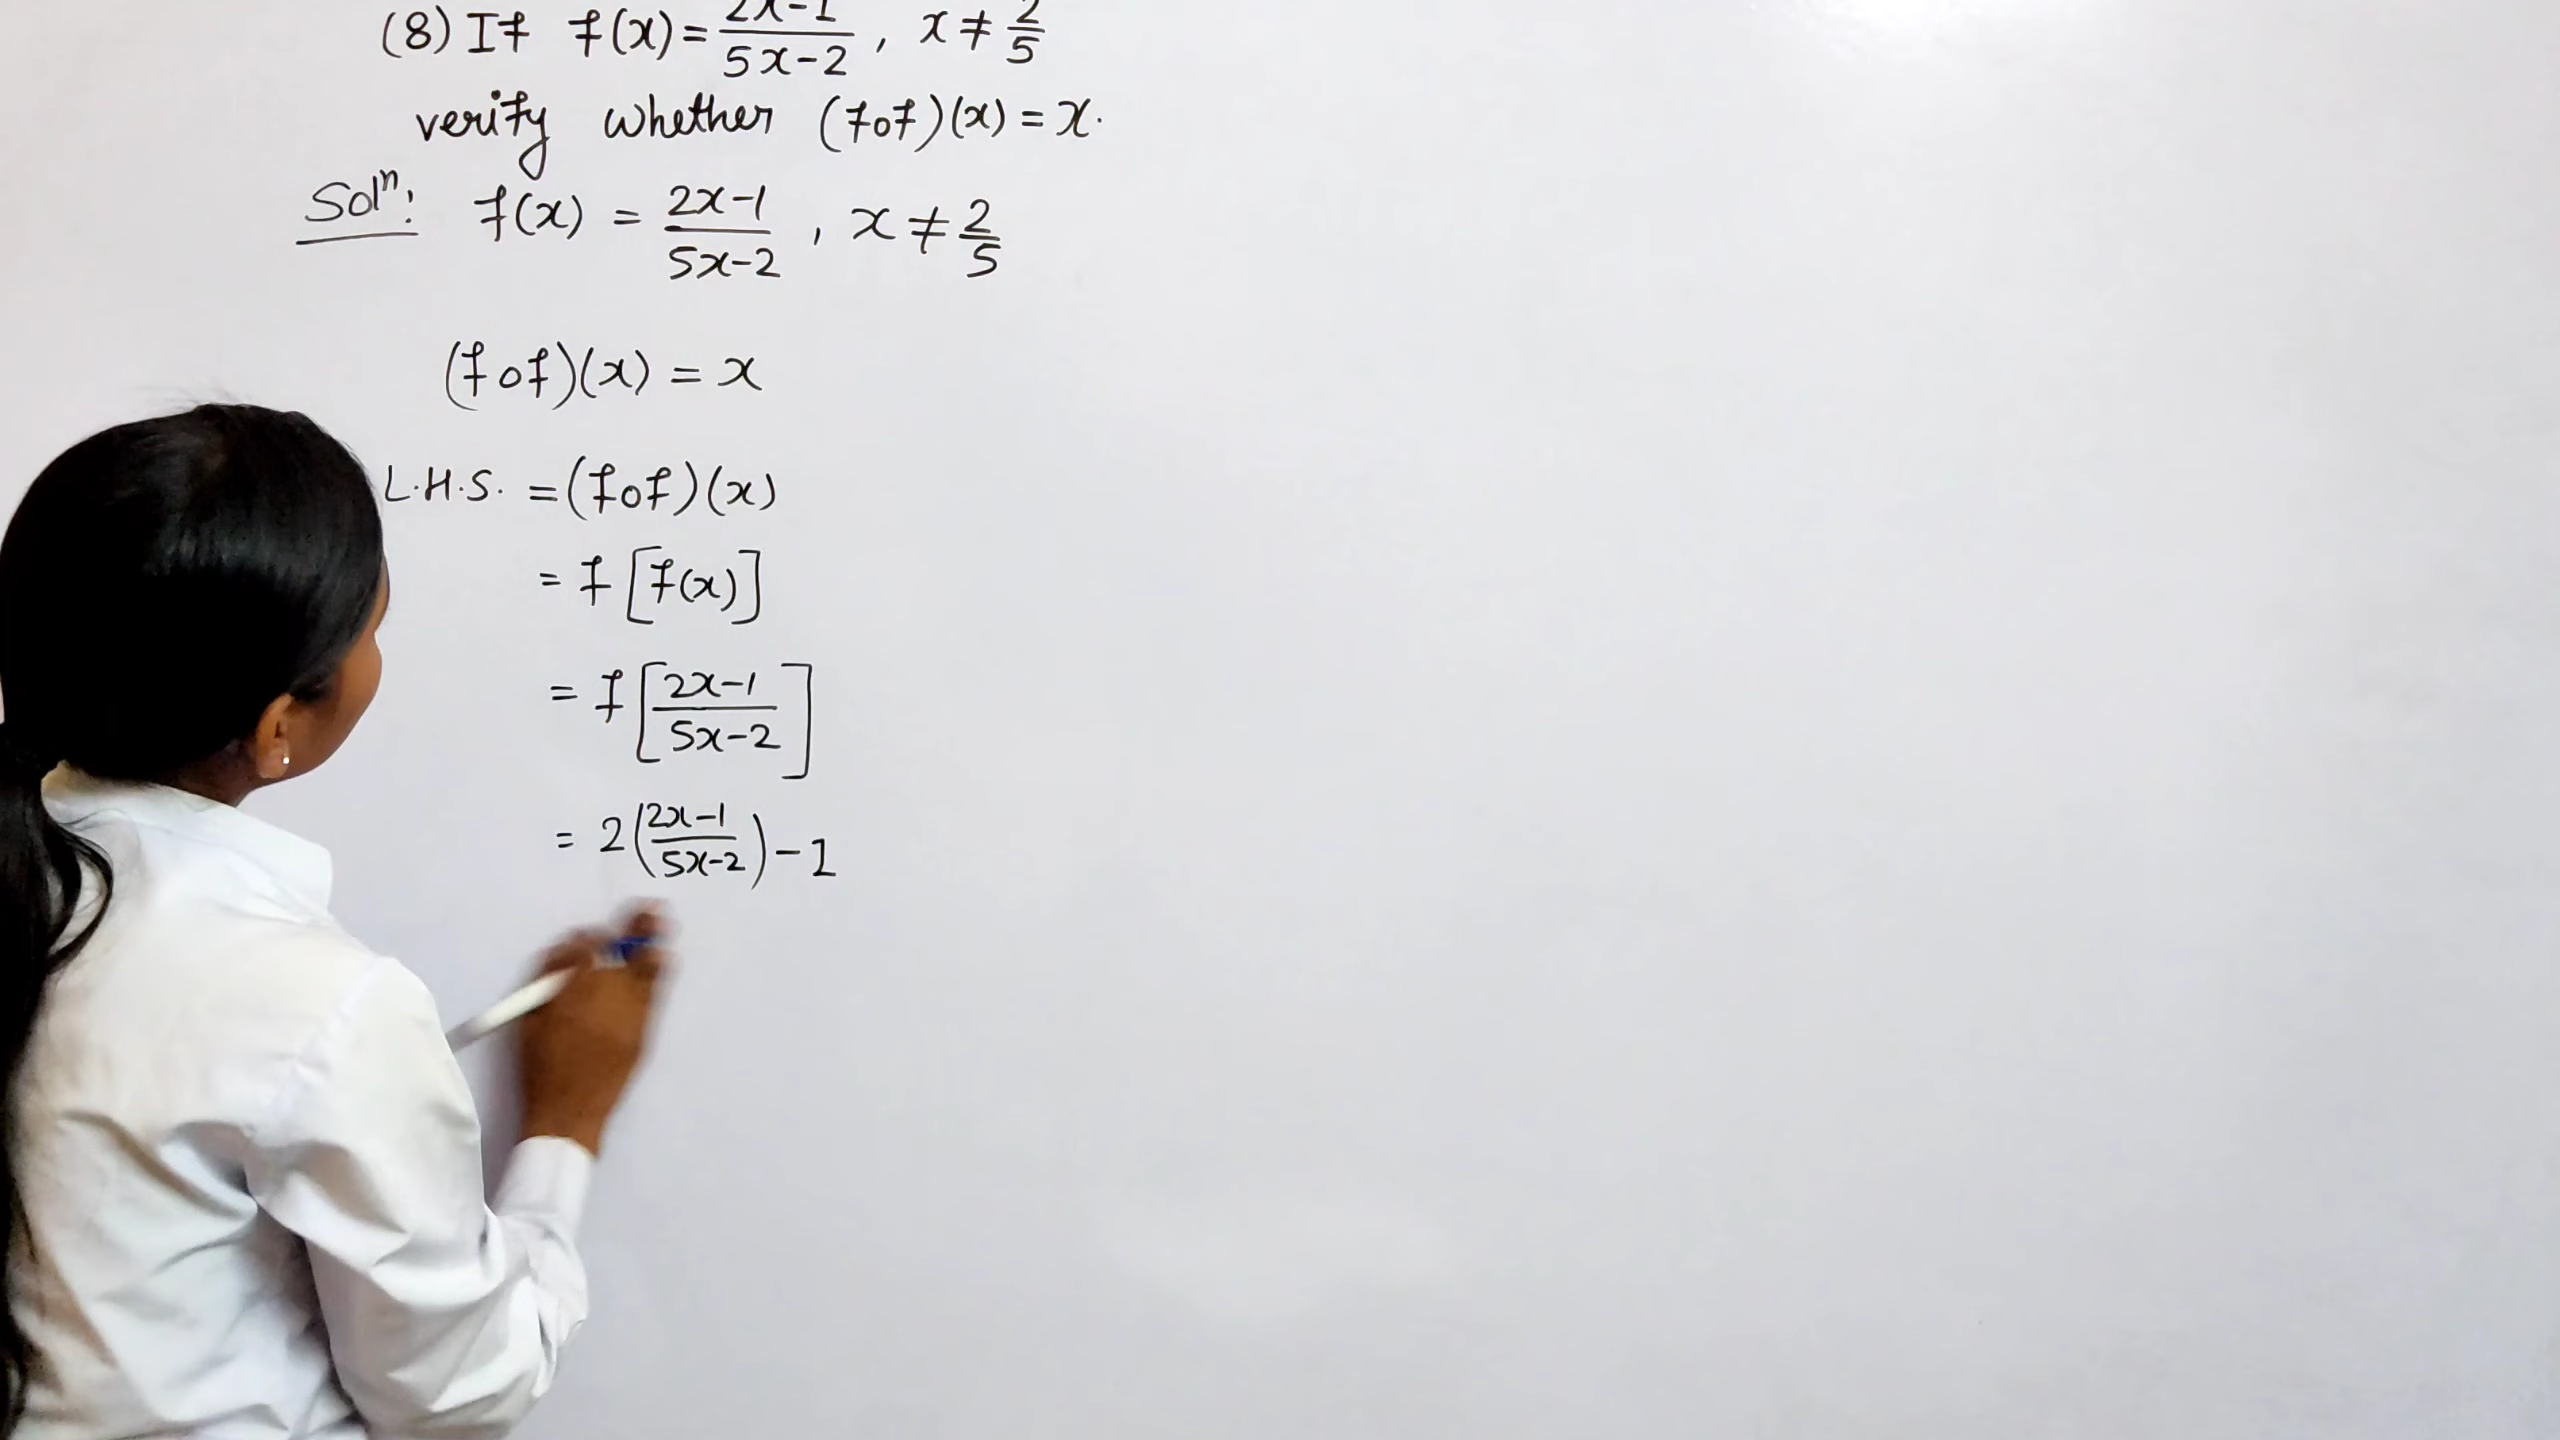 (8) If f(x) = (2x-1)/(5x-2), x ≠ 2/5
verify whether (fof)(x) = x.
Solⁿ: f(x) = (2x-1)/(5x-2), x ≠ 2/5
(fof)(x) = x
L.H.S. = (fof)(x)
= f[f(x)]
= f[(2x-1)/(5x-2)]
= 2((2x-1)/(5x-2)) - 1